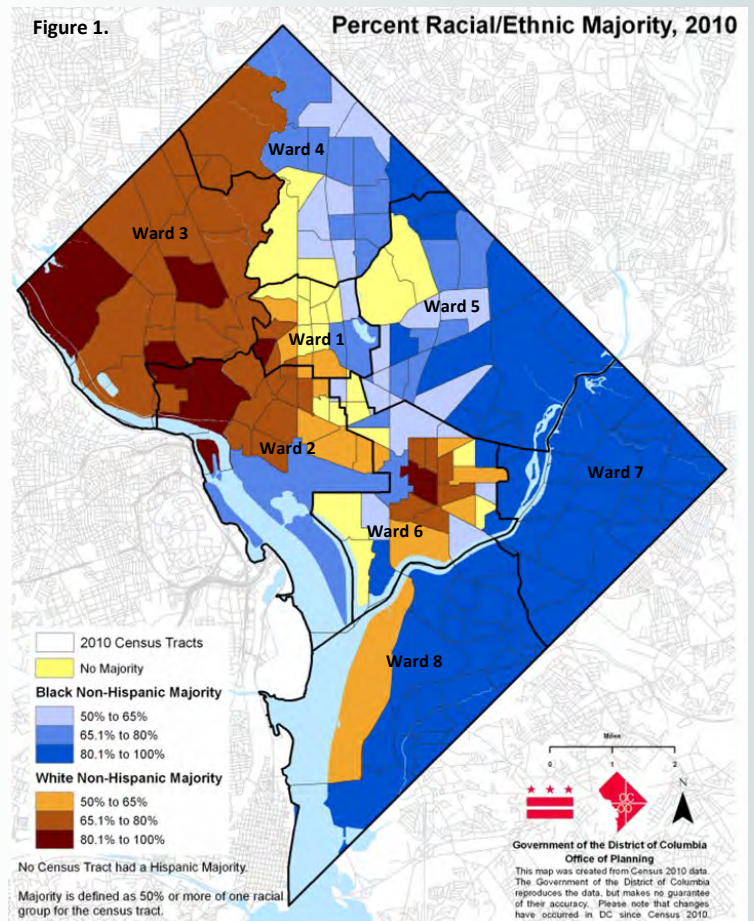 Figure 1.
Percent Racial/Ethnic Majority, 2010
Ward 4
Ward 3
Ward 5
Ward 1
Ward 2
Ward 7
Ward 6
Ward 8
2010 Census Tracts
No Majority
Black Non-Hispanic Majority
50% to 65%
65.1% to 80%
80.1% to 100%
White Non-Hispanic Majority
50% to 65%
65.1% to 80%
80.1% to 100%
No Census Tract had a Hispanic Majority.
Majority is defined as 50% or more of one racial
group for the census tract.
Miles
0 1 2
N
DC
OP
Government of the District of Columbia
Office of Planning
This map was created from Census 2010 data.
The Government of the District of Columbia
reproduces the data, but makes no guarantee
of their accuracy. Please note that changes
have occurred in DC since Census 2010.